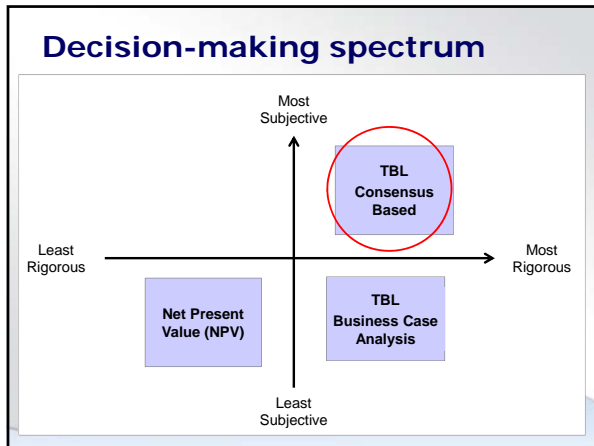 Decision-making spectrum
Most
Subjective
TBL
Consensus
Based
Least
Rigorous
Most
Rigorous
Net Present
Value (NPV)
TBL
Business Case
Analysis
Least
Subjective